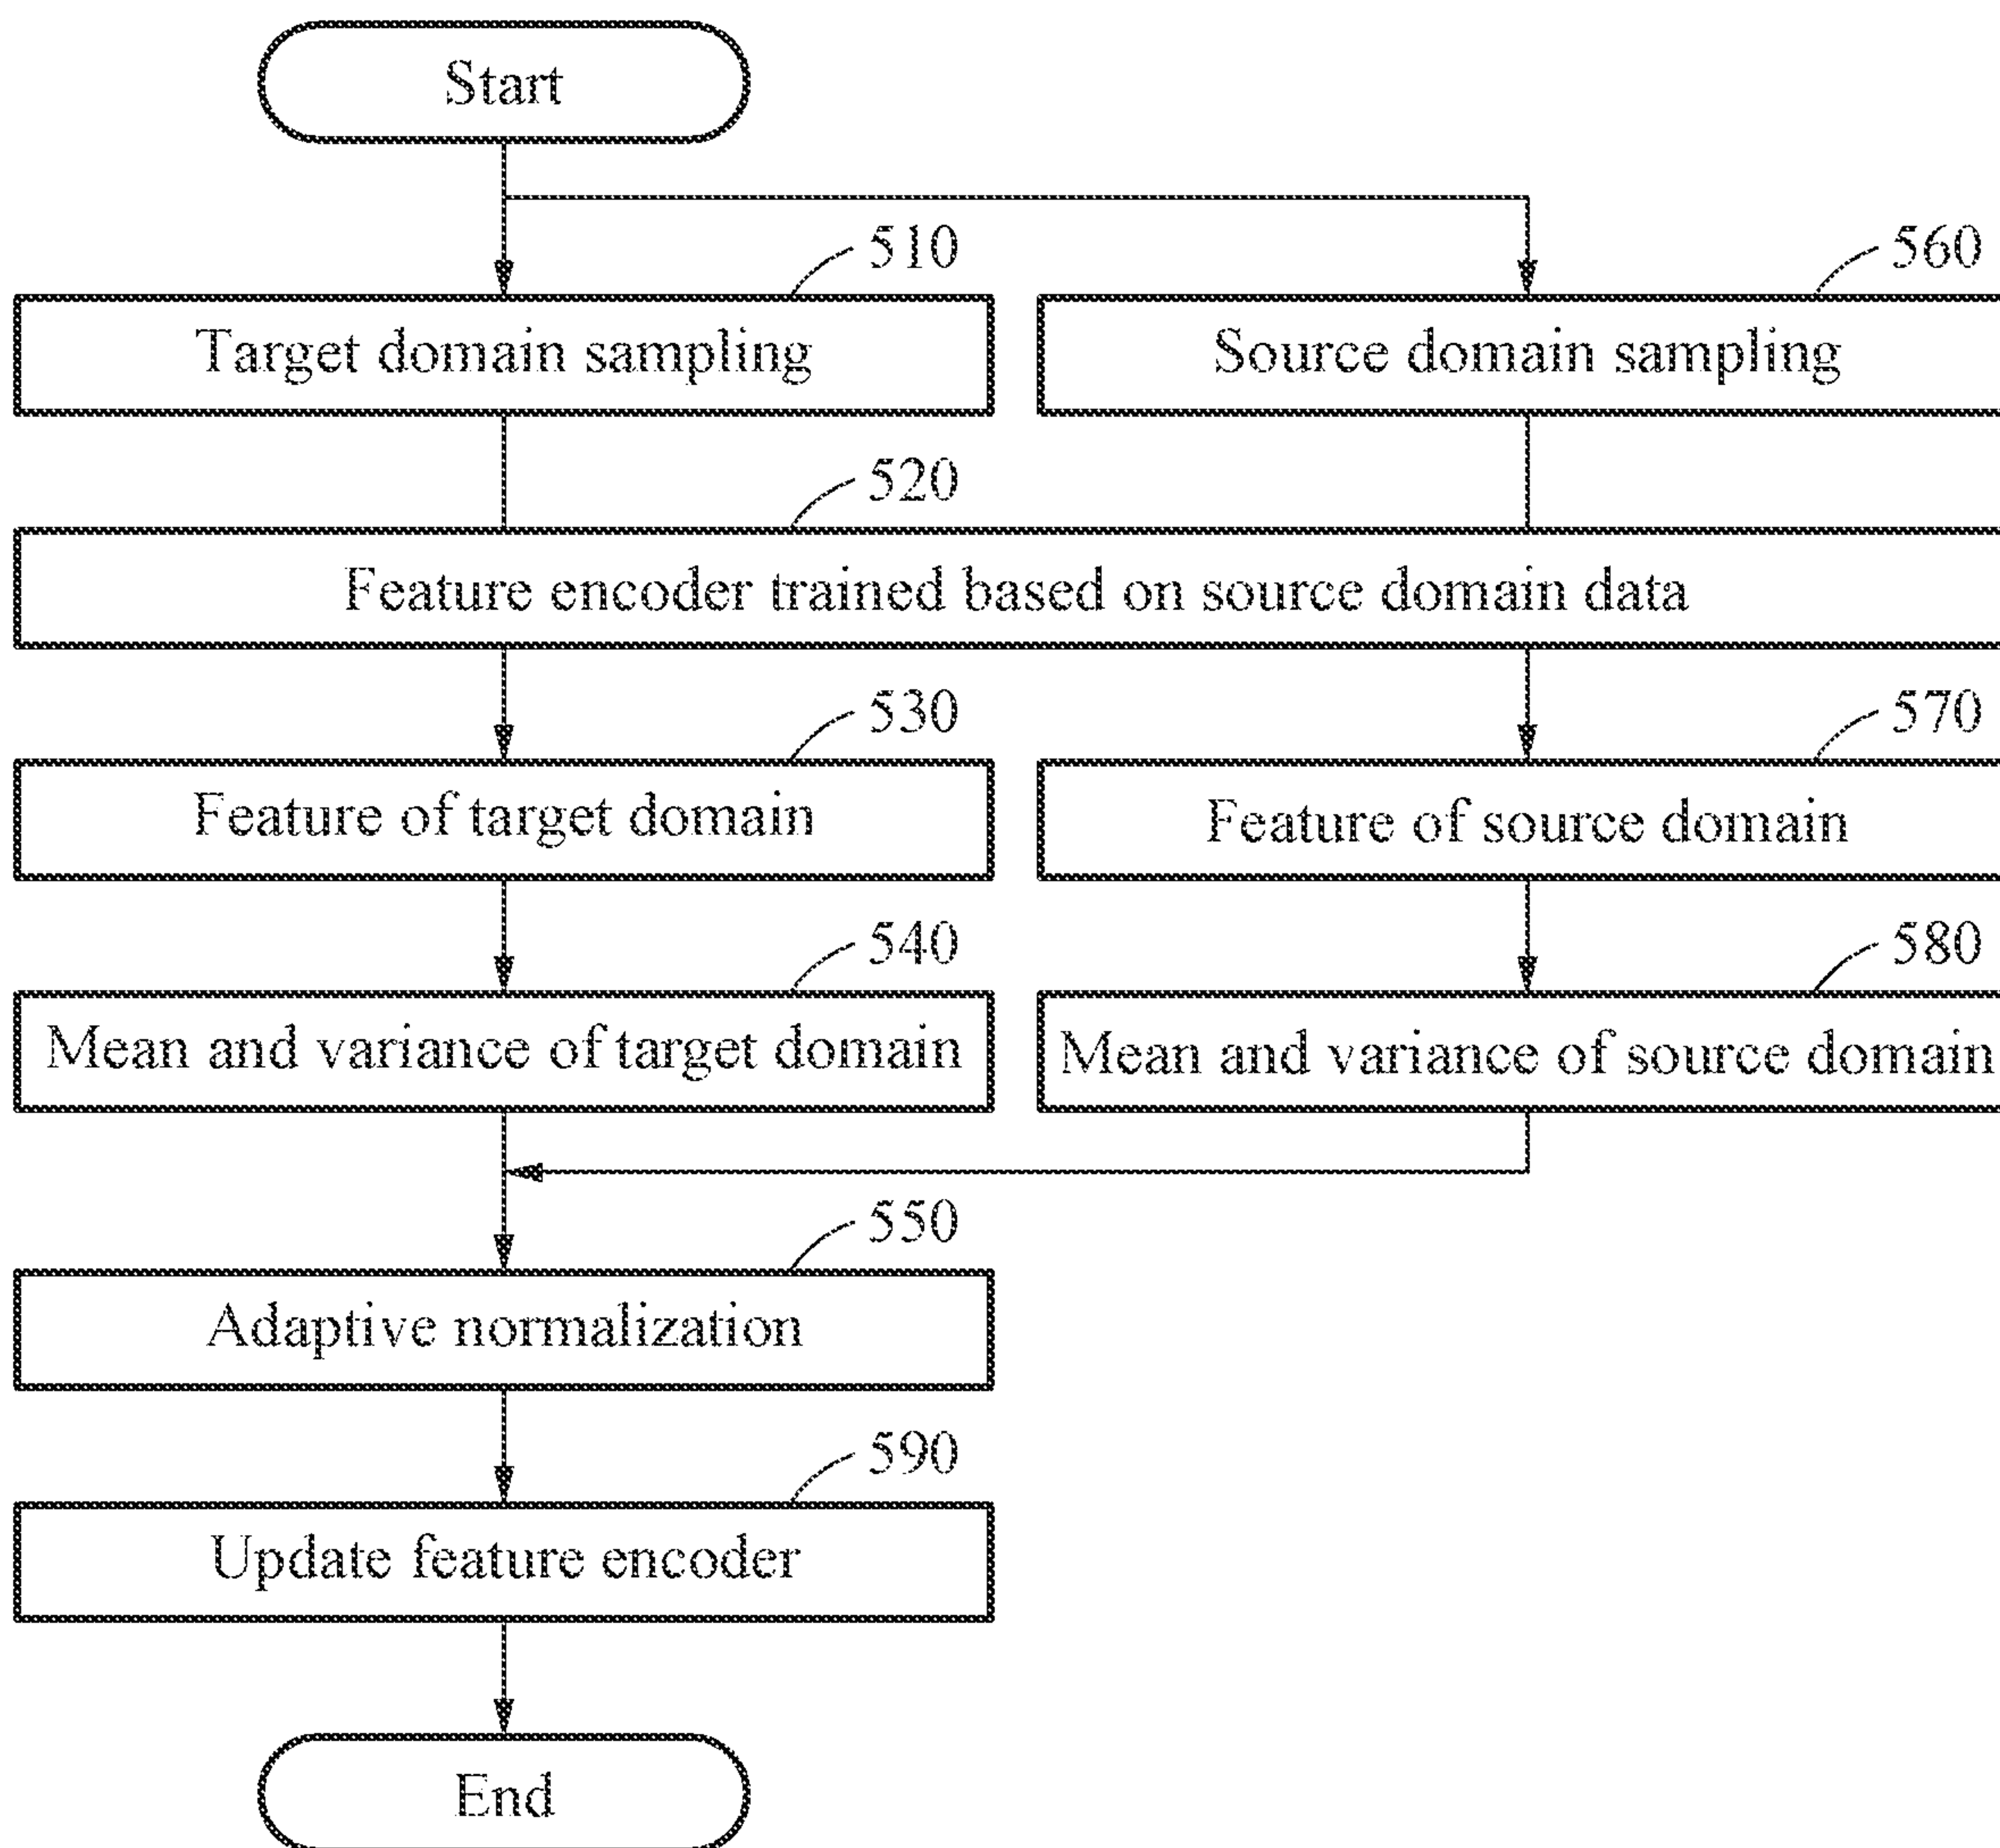 Start
510
560
Target domain sampling
Source domain sampling
520
Feature encoder trained based on source domain data
530
570
Feature of target domain
Feature of source domain
540
580
Mean and variance of target domain
Mean and variance of source domain
550
Adaptive normalization
590
Update feature encoder
End